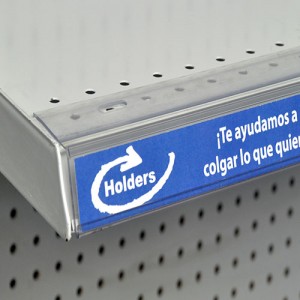 Holders
¡Te ayudamos a
colgar lo que quier